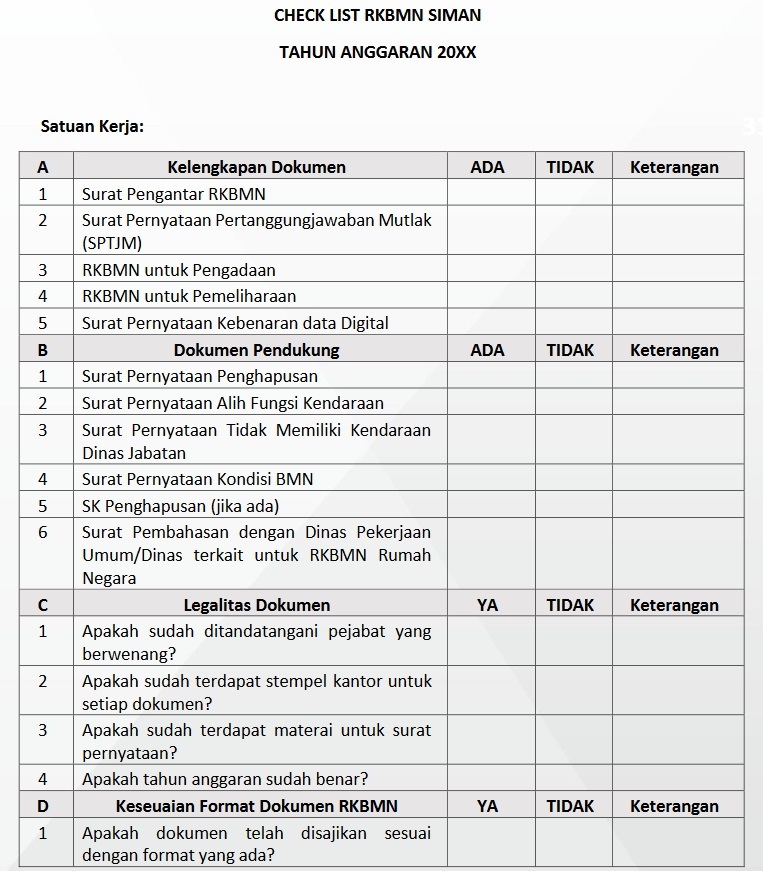 CHECK LIST RKBMN SIMAN
TAHUN ANGGARAN 20XX
Satuan Kerja:
A Kelengkapan Dokumen ADA TIDAK Keterangan
1 Surat Pengantar RKBMN
2 Surat Pernyataan Pertanggungjawaban Mutlak
(SPTJM)
3 RKBMN untuk Pengadaan
4 RKBMN untuk Pemeliharaan
5 Surat Pernyataan Kebenaran data Digital
B Dokumen Pendukung ADA TIDAK Keterangan
1 Surat Pernyataan Penghapusan
2 Surat Pernyataan Alih Fungsi Kendaraan
3 Surat Pernyataan Tidak Memiliki Kendaraan
Dinas Jabatan
4 Surat Pernyataan Kondisi BMN
5 SK Penghapusan (jika ada)
6 Surat Pembahasan dengan Dinas Pekerjaan
Umum/Dinas terkait untuk RKBMN Rumah
Negara
C Legalitas Dokumen YA TIDAK Keterangan
1 Apakah sudah ditandatangani pejabat yang
berwenang?
2 Apakah sudah terdapat stempel kantor untuk
setiap dokumen?
3 Apakah sudah terdapat materai untuk surat
pernyataan?
4 Apakah tahun anggaran sudah benar?
D Keseuaian Format Dokumen RKBMN YA TIDAK Keterangan
1 Apakah dokumen telah disajikan sesuai
dengan format yang ada?